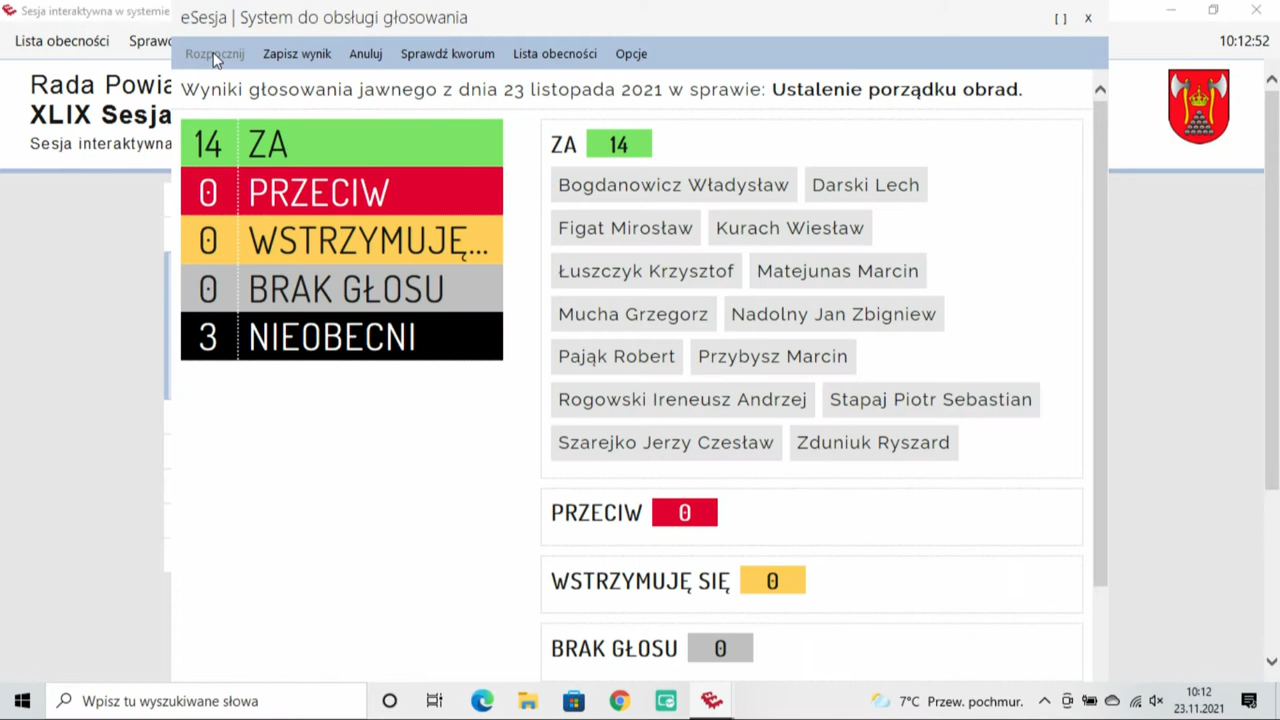 Sesja interaktywna w systemie
eSesja | System do obsługi głosowania
[ ] x
Lista obecności Sprawd
Rozpocznij Zapisz wynik Anuluj Sprawdź kworum Lista obecności Opcje
10:12:52
Rada Powia
XLIX Sesja
Sesja interaktywna
Wyniki głosowania jawnego z dnia 23 listopada 2021 w sprawie: Ustalenie porządku obrad.
14 ZA
0 PRZECIW
0 WSTRZYMUJĘ...
0 BRAK GŁOSU
3 NIEOBECNI
ZA 14
Bogdanowicz Władysław Darski Lech
Figat Mirosław Kurach Wiesław
Łuszczyk Krzysztof Matejunas Marcin
Mucha Grzegorz Nadolny Jan Zbigniew
Pająk Robert Przybysz Marcin
Rogowski Ireneusz Andrzej Stapaj Piotr Sebastian
Szarejko Jerzy Czesław Zduniuk Ryszard
PRZECIW 0
WSTRZYMUJĘ SIĘ 0
BRAK GŁOSU 0
Wpisz tu wyszukiwane słowa
7°C Przew. pochmur.
10:12
23.11.2021